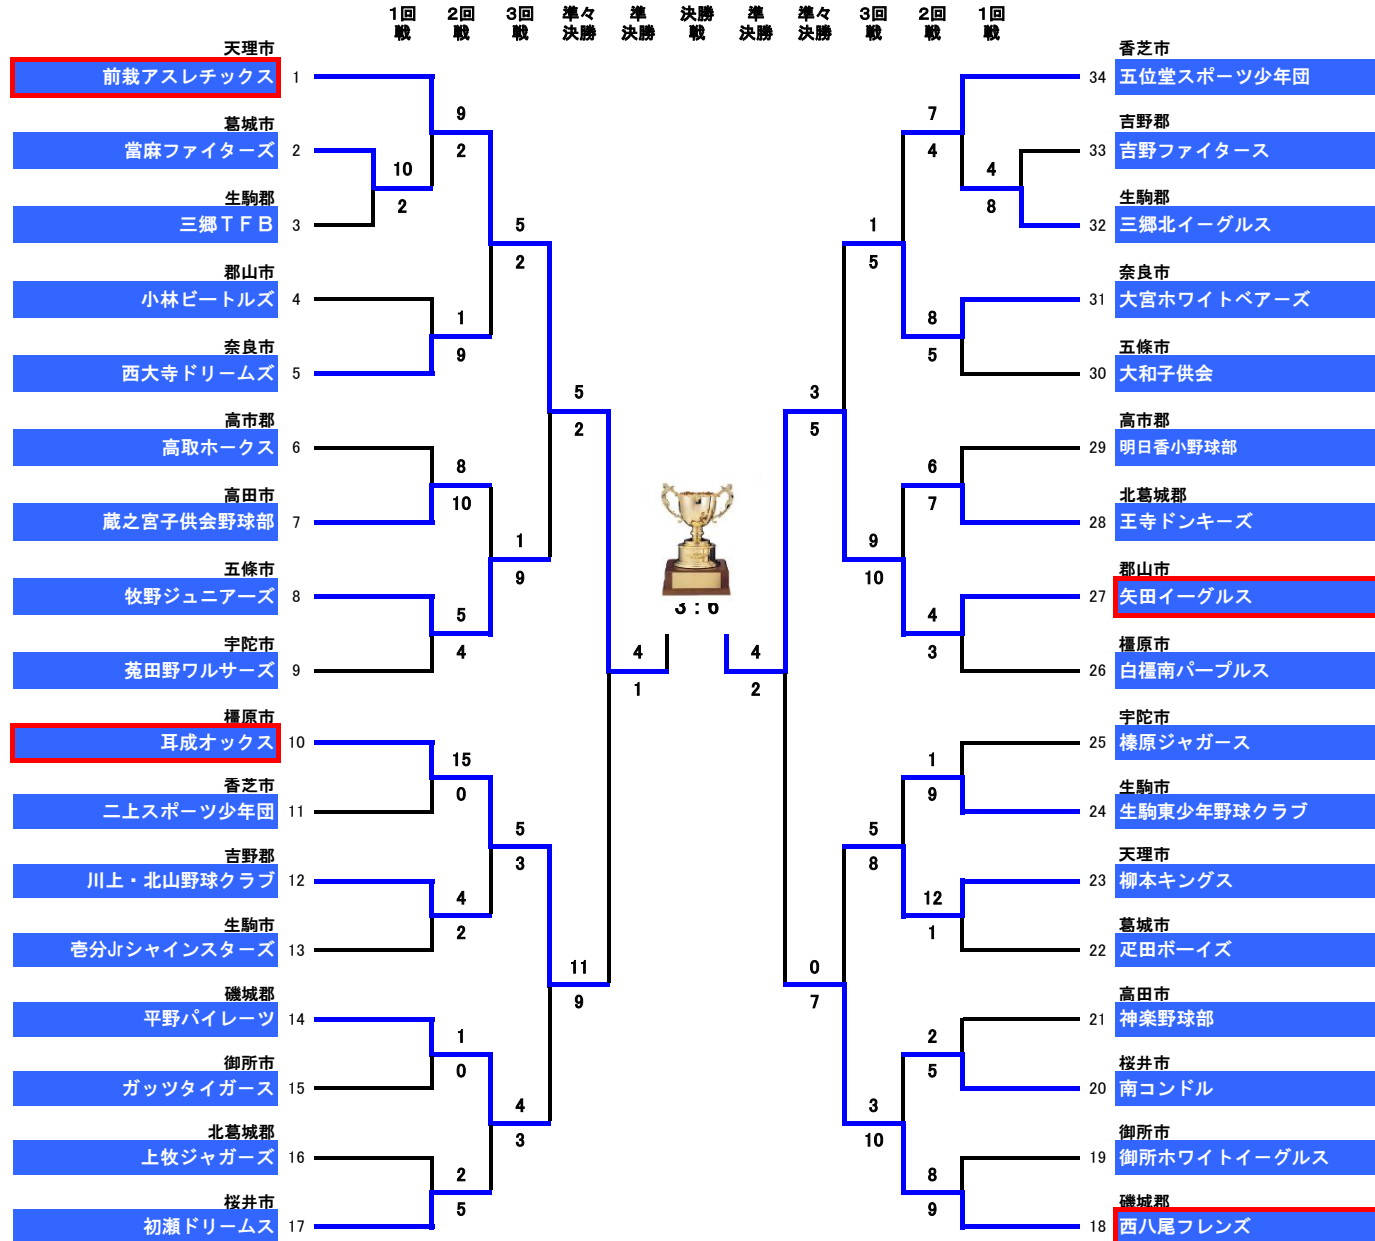 1回戦 2回戦 3回戦 準々決勝 準決勝 決勝戦 準決勝 準々決勝 3回戦 2回戦 1回戦
天理市
前栽アスレチックス 1
葛城市
當麻ファイターズ 2
生駒郡
三郷TFB 3
郡山市
小林ビートルズ 4
奈良市
西大寺ドリームズ 5
高市郡
高取ホークス 6
高田市
蔵之宮子供会野球部 7
五條市
牧野ジュニアーズ 8
宇陀市
菟田野ワルサーズ 9
橿原市
耳成オックス 10
香芝市
二上スポーツ少年団 11
吉野郡
川上・北山野球クラブ 12
生駒市
壱分Jrシャインスターズ 13
磯城郡
平野パイレーツ 14
御所市
ガッツタイガース 15
北葛城郡
上牧ジャガーズ 16
桜井市
初瀬ドリームス 17
10
2
9
2
1
9
8
10
5
4
15
0
4
2
1
0
2
5
5
2
1
9
5
3
4
3
5
2
11
9
4
1
3:6
4
2
3
5
0
7
1
5
9
10
5
8
3
10
7
4
8
5
6
7
4
3
1
9
12
1
2
5
8
9
4
8
香芝市
34 五位堂スポーツ少年団
吉野郡
33 吉野ファイタース
生駒郡
32 三郷北イーグルス
奈良市
31 大宮ホワイトベアーズ
五條市
30 大和子供会
高市郡
29 明日香小野球部
北葛城郡
28 王寺ドンキーズ
郡山市
27 矢田イーグルス
橿原市
26 白橿南パープルス
宇陀市
25 榛原ジャガース
生駒市
24 生駒東少年野球クラブ
天理市
23 柳本キングス
葛城市
22 疋田ボーイズ
高田市
21 神楽野球部
桜井市
20 南コンドル
御所市
19 御所ホワイトイーグルス
磯城郡
18 西八尾フレンズ